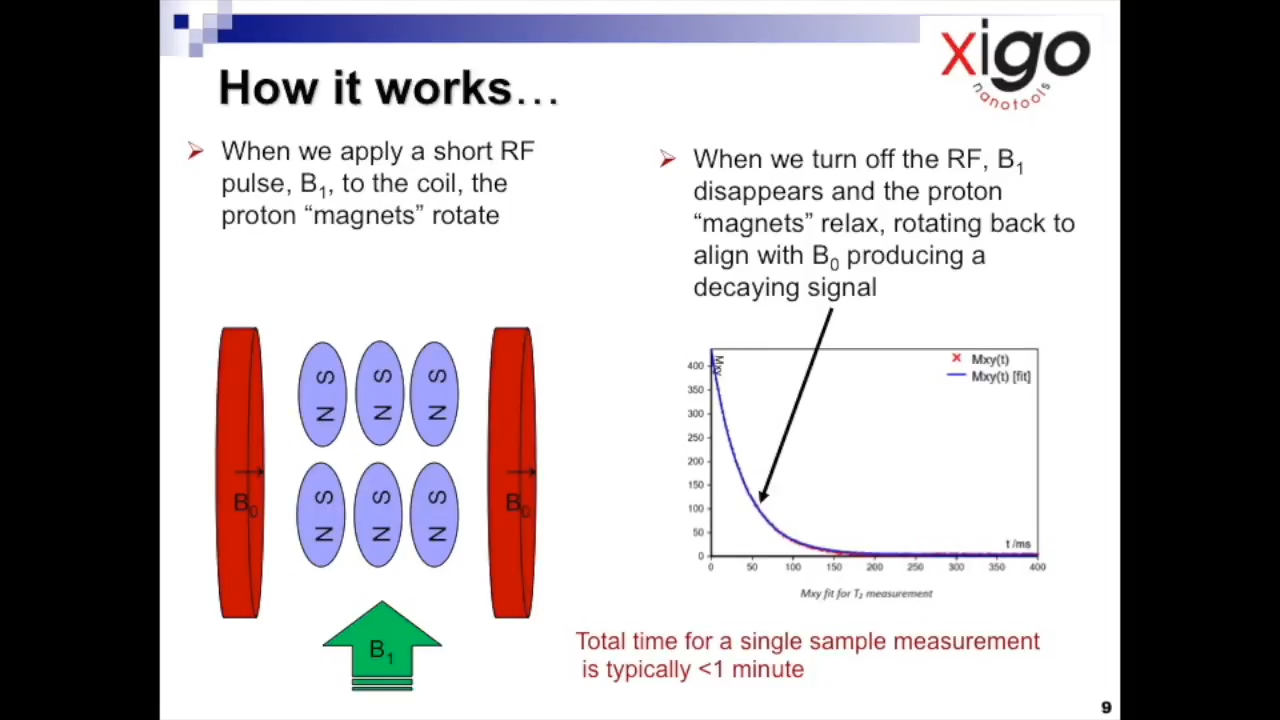 xigo
nanotools
How it works...
➢ When we apply a short RF
pulse, B₁, to the coil, the
proton “magnets” rotate
➢ When we turn off the RF, B₁
disappears and the proton
“magnets” relax, rotating back to
align with B₀ producing a
decaying signal
S S S
N N N
S S S
N N N
B₀
B₀
B₁
Mxy
Mxy(t)
Mxy(t) [fit]
400
350
300
250
200
150
100
50
0
t /ms
0 50 100 150 200 250 300 350 400
Mxy fit for T₂ measurement
Total time for a single sample measurement
is typically <1 minute
9